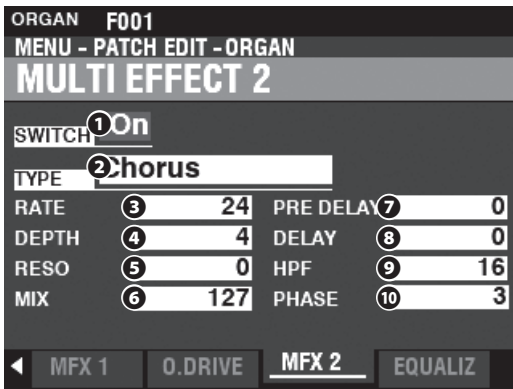 ORGAN F001
MENU - PATCH EDIT - ORGAN
MULTI EFFECT 2
SWITCH 1 On
TYPE 2 Chorus
RATE 3 24 PRE DELAY 7 0
DEPTH 4 4 DELAY 8 0
RESO 5 0 HPF 9 16
MIX 6 127 PHASE 10 3
MFX 1 O.DRIVE MFX 2 EQUALIZ